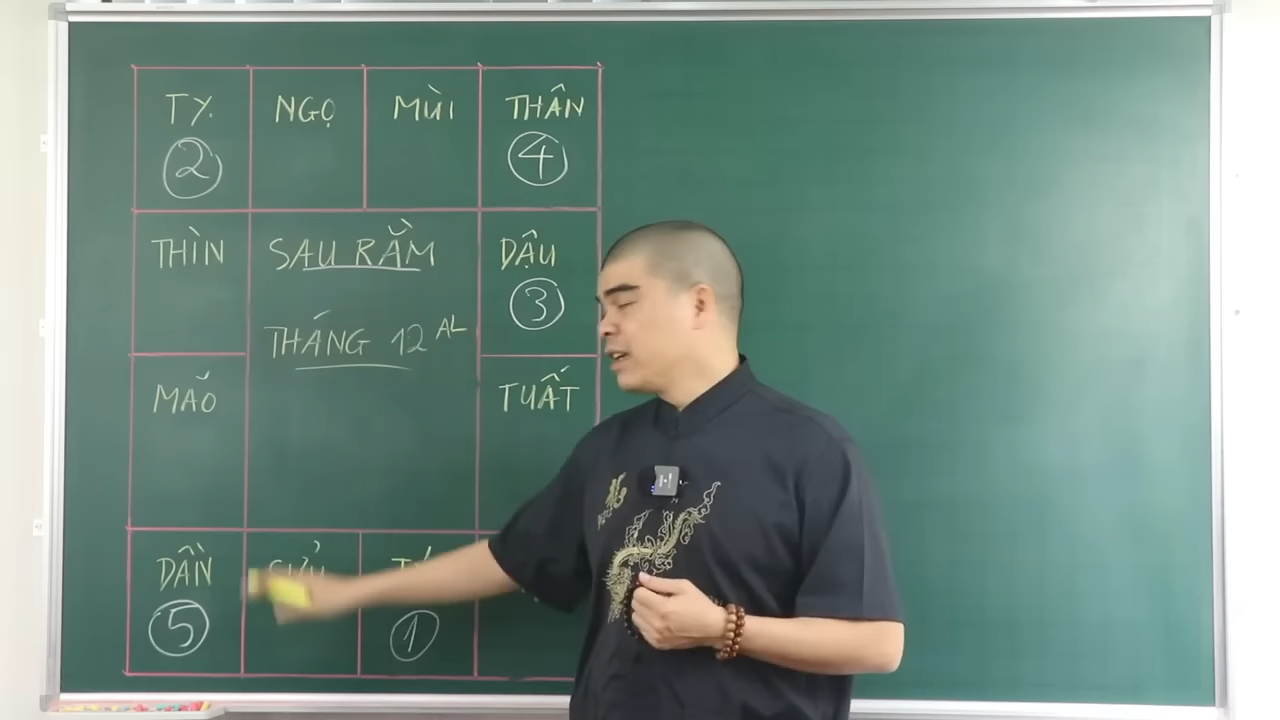 TỴ NGỌ MÙI THÂN
② ④
THÌN SAU RẰM DẬU
③
THÁNG 12 AL
MÃO TUẤT
DẦN
⑤ ①